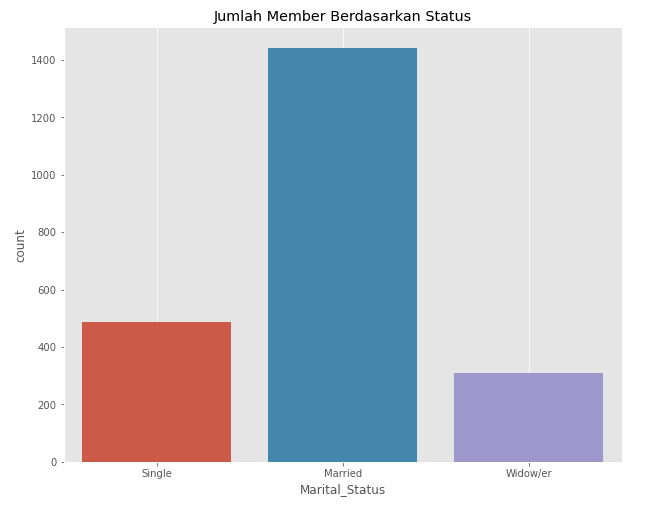 Jumlah Member Berdasarkan Status
1400
1200
1000
800
600
400
200
0
count
Single
Married
Widow/er
Marital_Status